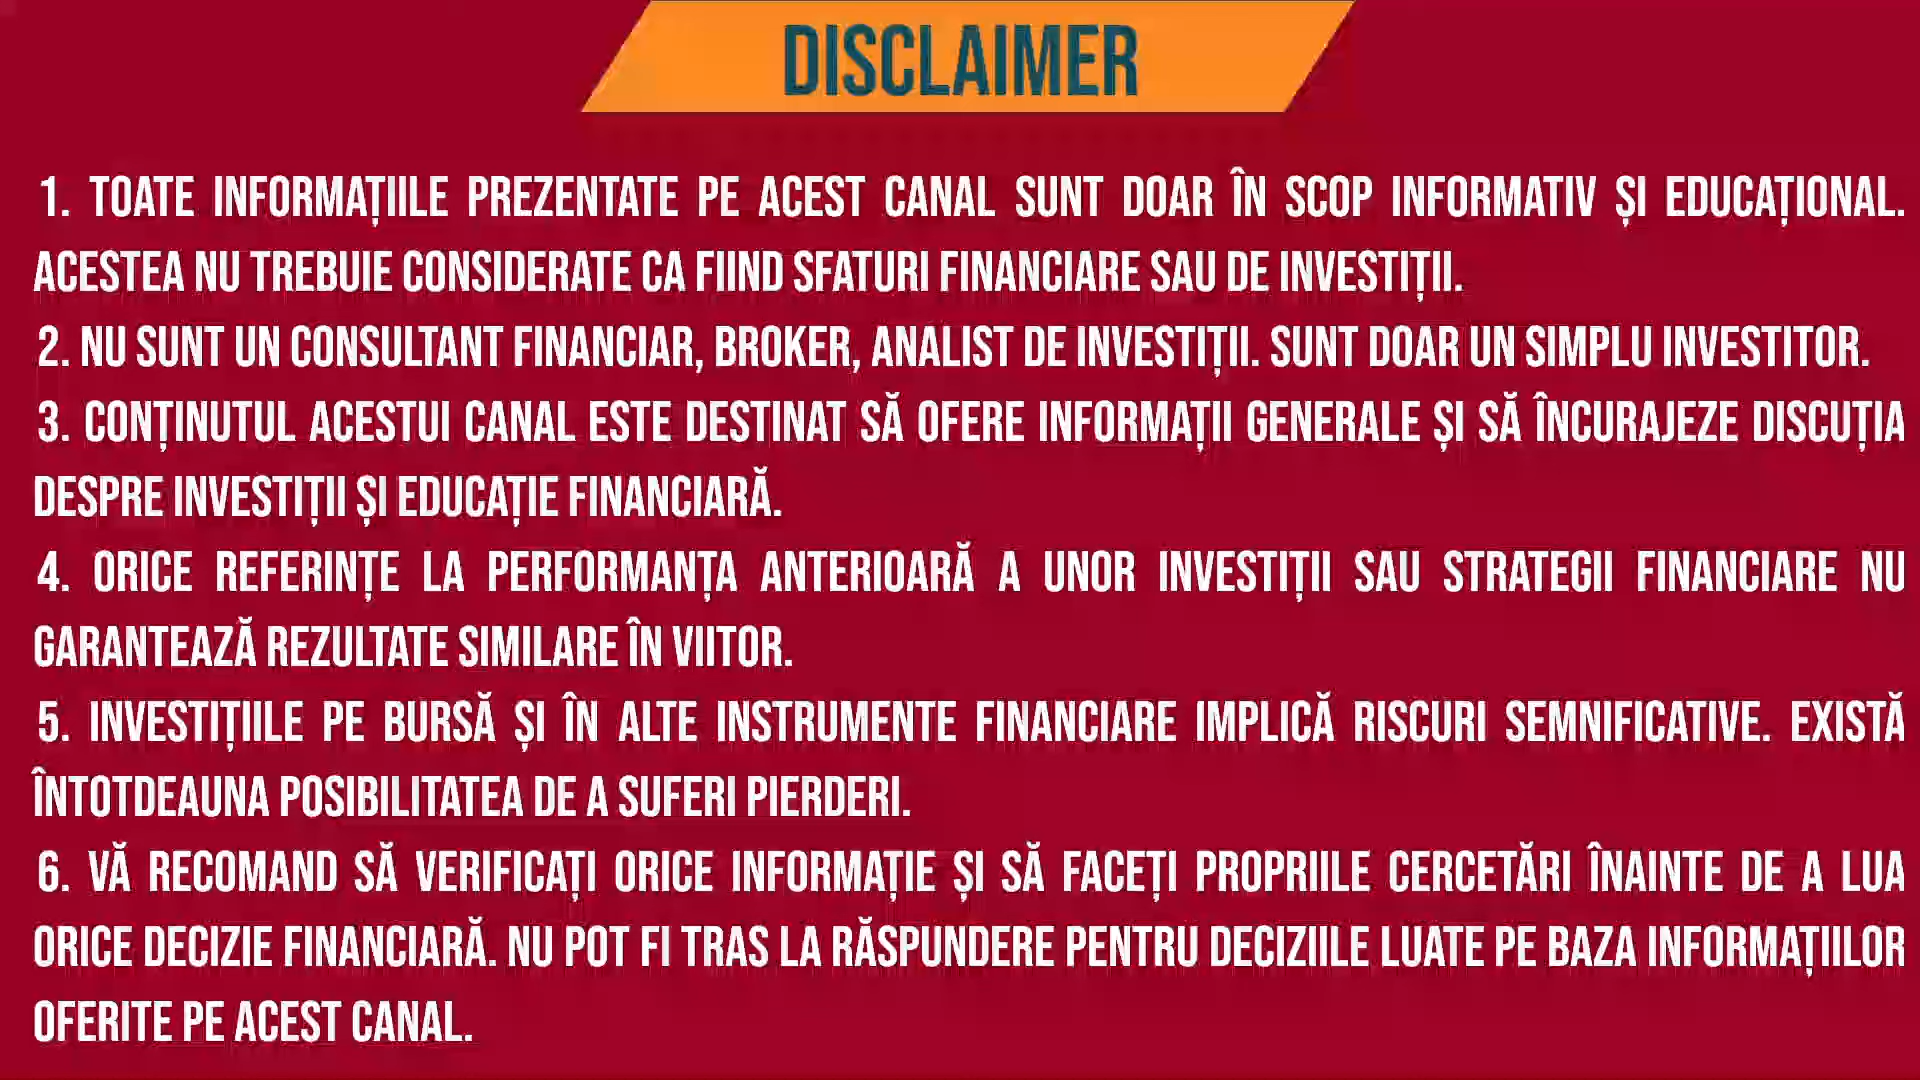 DISCLAIMER
1. TOATE INFORMAȚIILE PREZENTATE PE ACEST CANAL SUNT DOAR ÎN SCOP INFORMATIV ȘI EDUCAȚIONAL.
ACESTEA NU TREBUIE CONSIDERATE CA FIIND SFATURI FINANCIARE SAU DE INVESTIȚII.
2. NU SUNT UN CONSULTANT FINANCIAR, BROKER, ANALIST DE INVESTIȚII. SUNT DOAR UN SIMPLU INVESTITOR.
3. CONȚINUTUL ACESTUI CANAL ESTE DESTINAT SĂ OFERE INFORMAȚII GENERALE ȘI SĂ ÎNCURAJEZE DISCUȚIA
DESPRE INVESTIȚII ȘI EDUCAȚIE FINANCIARĂ.
4. ORICE REFERINȚE LA PERFORMANȚA ANTERIOARĂ A UNOR INVESTIȚII SAU STRATEGII FINANCIARE NU
GARANTEAZĂ REZULTATE SIMILARE ÎN VIITOR.
5. INVESTIȚIILE PE BURSĂ ȘI ÎN ALTE INSTRUMENTE FINANCIARE IMPLICĂ RISCURI SEMNIFICATIVE. EXISTĂ
ÎNTOTDEAUNA POSIBILITATEA DE A SUFERI PIERDERI.
6. VĂ RECOMAND SĂ VERIFICAȚI ORICE INFORMAȚIE ȘI SĂ FACEȚI PROPRIILE CERCETĂRI ÎNAINTE DE A LUA
ORICE DECIZIE FINANCIARĂ. NU POT FI TRAS LA RĂSPUNDERE PENTRU DECIZIILE LUATE PE BAZA INFORMAȚIILOR
OFERITE PE ACEST CANAL.